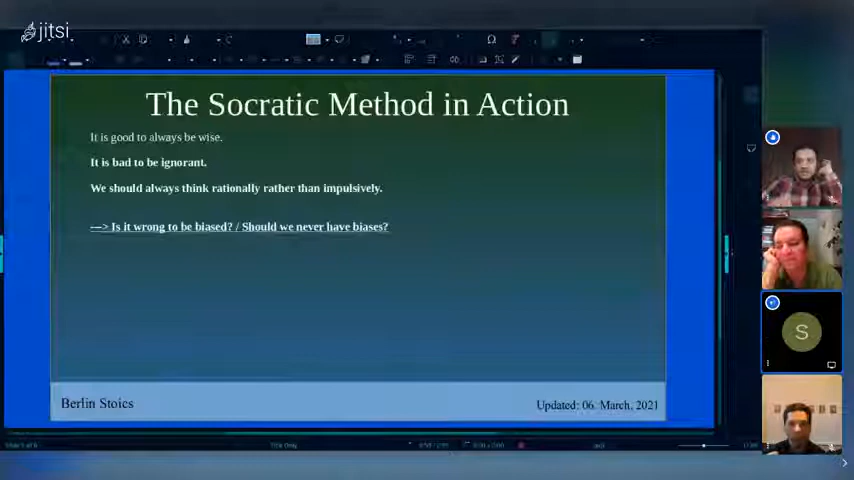 jitsi
The Socratic Method in Action
It is good to always be wise.
It is bad to be ignorant.
We should always think rationally rather than impulsively.
---> Is it wrong to be biased? / Should we never have biases?
S
Berlin Stoics
Updated: 06. March, 2021
Title Only